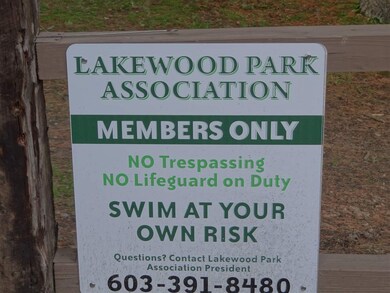 LAKEWOOD PARK
ASSOCIATION
MEMBERS ONLY
NO Trespassing
NO Lifeguard on Duty
SWIM AT YOUR
OWN RISK
Questions? Contact Lakewood Park
Association President
603-391-8480